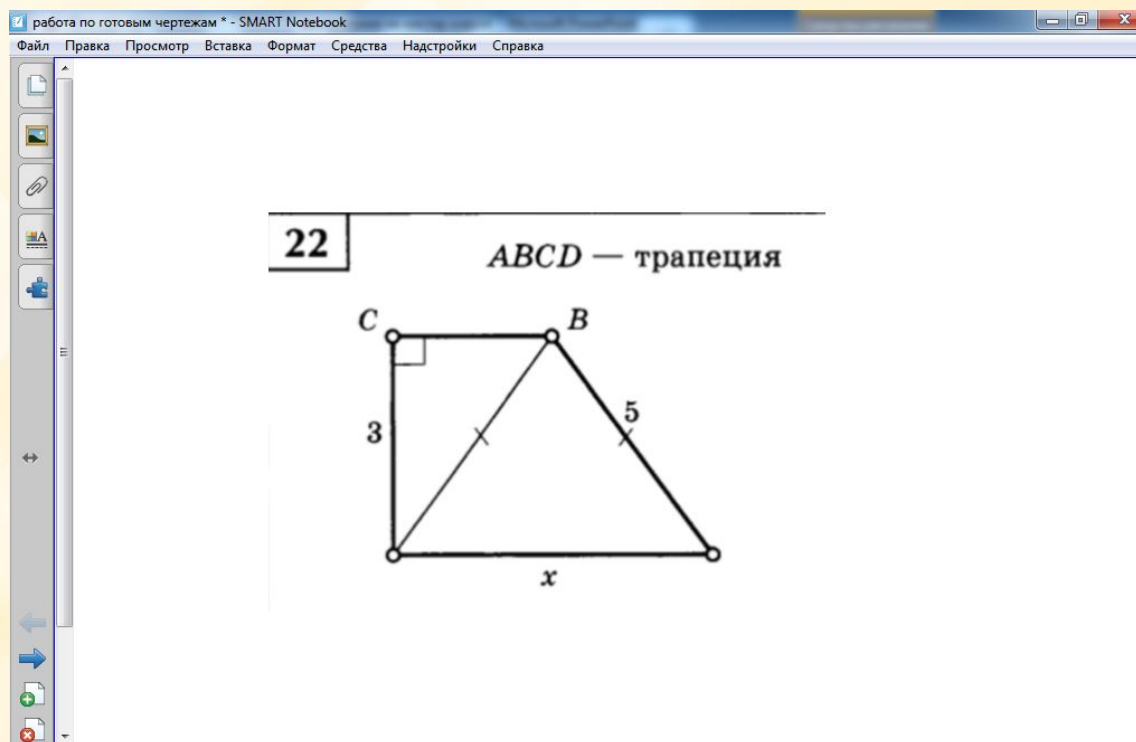 работа по готовым чертежам * - SMART Notebook
Файл Правка Просмотр Вставка Формат Средства Надстройки Справка
22
ABCD — трапеция
C
B
3
5
x